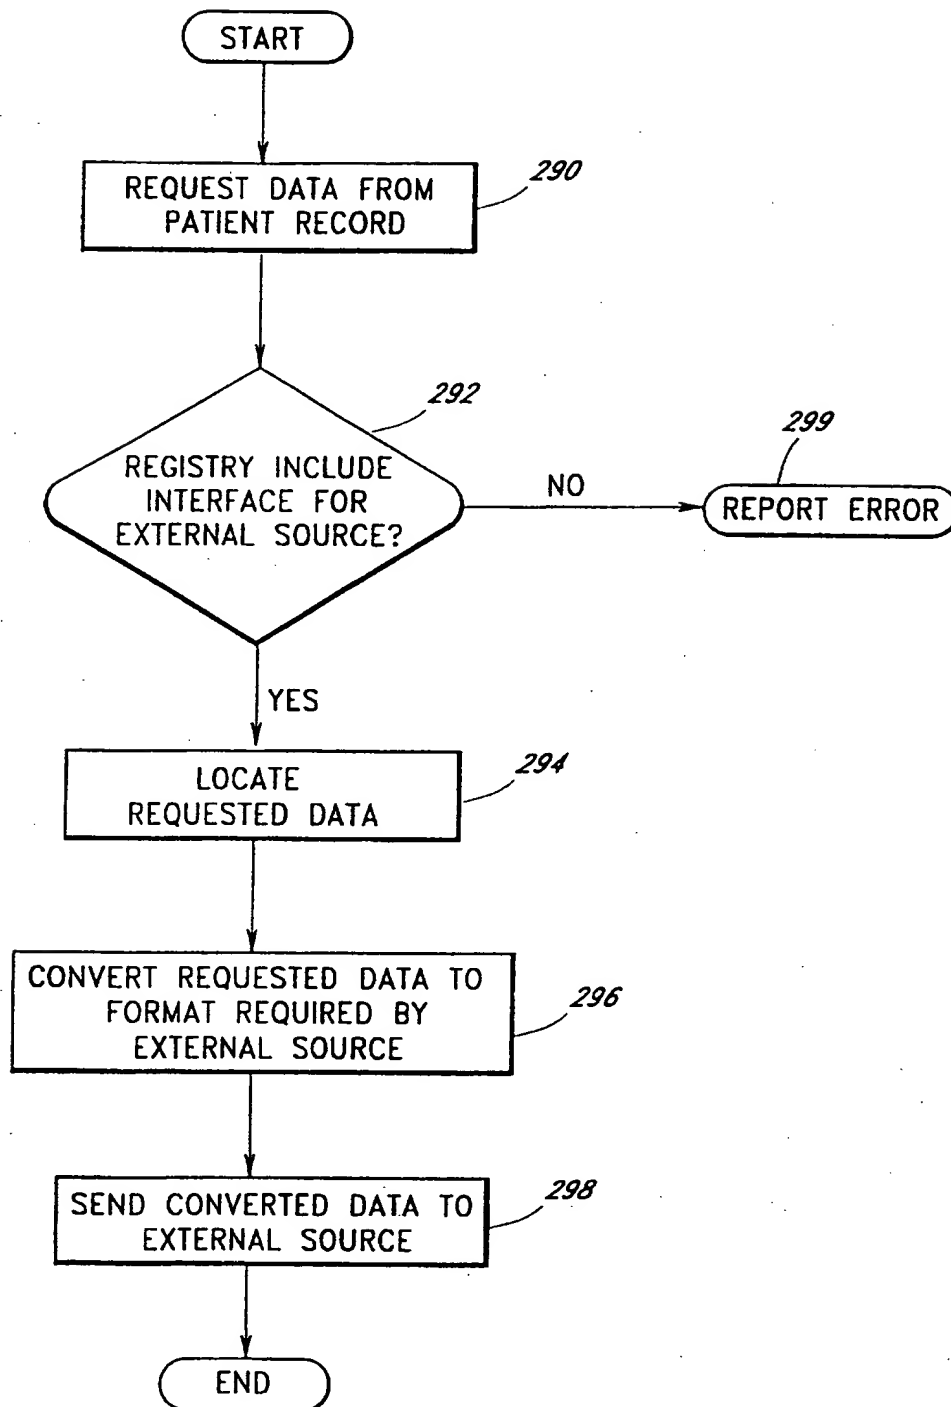 START
290
REQUEST DATA FROM
PATIENT RECORD
292
REGISTRY INCLUDE
INTERFACE FOR
EXTERNAL SOURCE?
NO
299
REPORT ERROR
YES
294
LOCATE
REQUESTED DATA
296
CONVERT REQUESTED DATA TO
FORMAT REQUIRED BY
EXTERNAL SOURCE
298
SEND CONVERTED DATA TO
EXTERNAL SOURCE
END